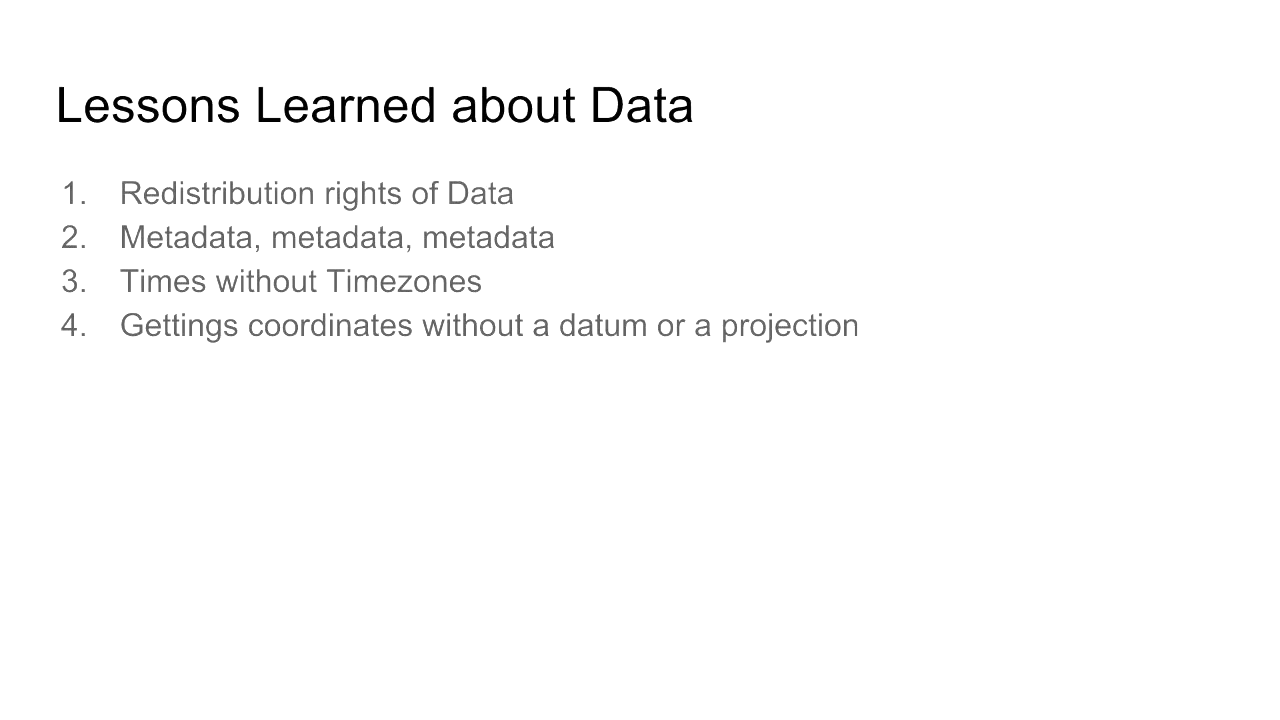 Lessons Learned about Data
1. Redistribution rights of Data
2. Metadata, metadata, metadata
3. Times without Timezones
4. Gettings coordinates without a datum or a projection